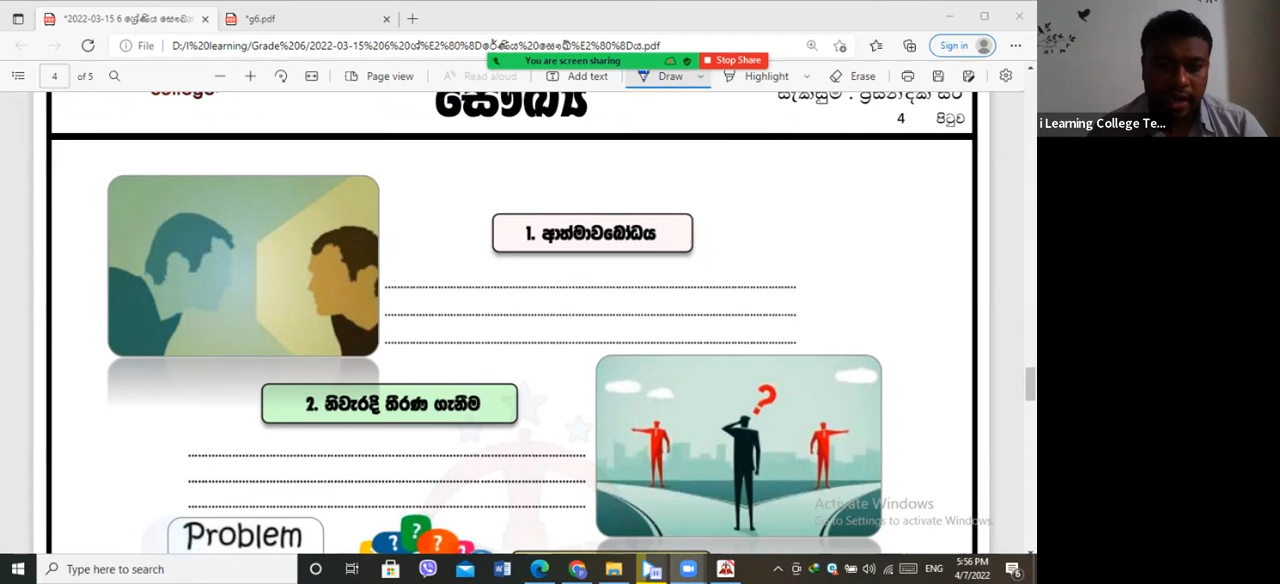 *2022-03-15 6 ශ්‍රේණිය සෞඛ්‍ය
*g6.pdf
File
D:/I%20learning/Grade%206/2022-03-15%206%20ශ්%E2%80%8Dරේණිය%20සෞඛ්%E2%80%8Dය.pdf
Sign in
You are screen sharing
Stop Share
4 of 5
Page view
Read aloud
Add text
Draw
Highlight
Erase
College
සෞඛ්‍ය
4 පිටුව
i Learning College Te...
1. ආත්මාවබෝධය
2. නිවැරදි තීරණ ගැනීම
?
Activate Windows
Go to Settings to activate Windows.
Problem
? ? ? ?
Type here to search
ENG
5:56 PM
4/7/2022
6